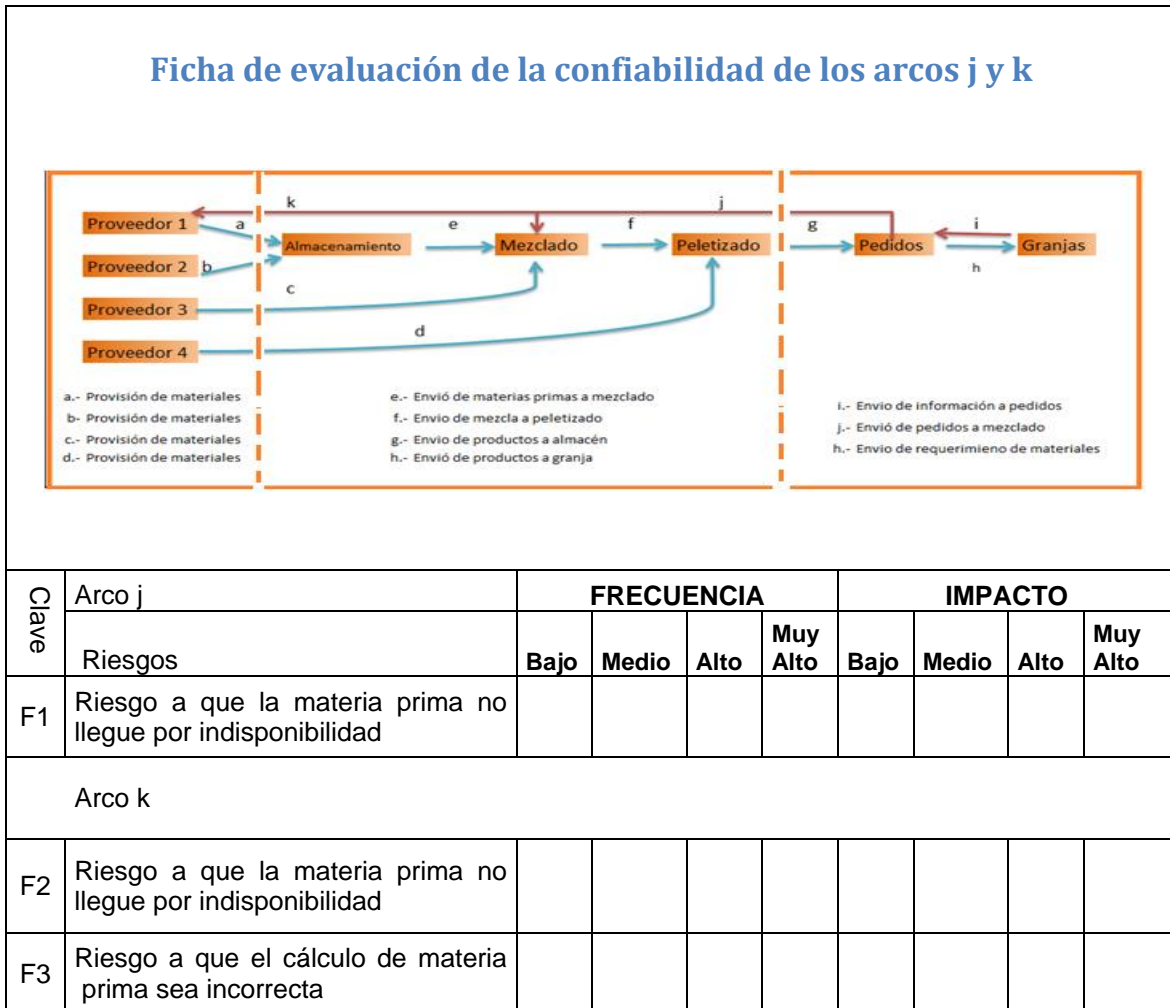 Ficha de evaluación de la confiabilidad de los arcos j y k
k
j
Proveedor 1
a
e
f
g
i
Almacenamiento
Mezclado
Peletizado
Pedidos
Granjas
Proveedor 2
b
h
c
Proveedor 3
d
Proveedor 4
a.- Provisión de materiales
b- Provisión de materiales
c.- Provisión de materiales
d.- Provisión de materiales
e.- Envió de materias primas a mezclado
f.- Envio de mezcla a peletizado
g.- Envio de productos a almacén
h.- Envió de productos a granja
i.- Envio de información a pedidos
j.- Envió de pedidos a mezclado
h.- Envio de requerimieno de materiales
Clave
Arco j
FRECUENCIA
IMPACTO
Riesgos
Bajo
Medio
Alto
Muy
Alto
Bajo
Medio
Alto
Muy
Alto
F1
Riesgo a que la materia prima no
llegue por indisponibilidad
Arco k
F2
Riesgo a que la materia prima no
llegue por indisponibilidad
F3
Riesgo a que el cálculo de materia
prima sea incorrecta